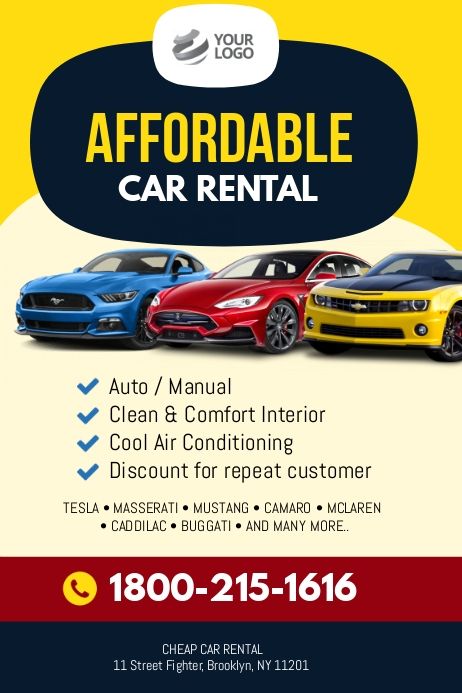 YOUR
LOGO
AFFORDABLE
CAR RENTAL
Auto / Manual
Clean & Comfort Interior
Cool Air Conditioning
Discount for repeat customer
TESLA • MASSERATI • MUSTANG • CAMARO • MCLAREN
• CADDILAC • BUGGATI • AND MANY MORE..
1800-215-1616
CHEAP CAR RENTAL
11 Street Fighter, Brooklyn, NY 11201